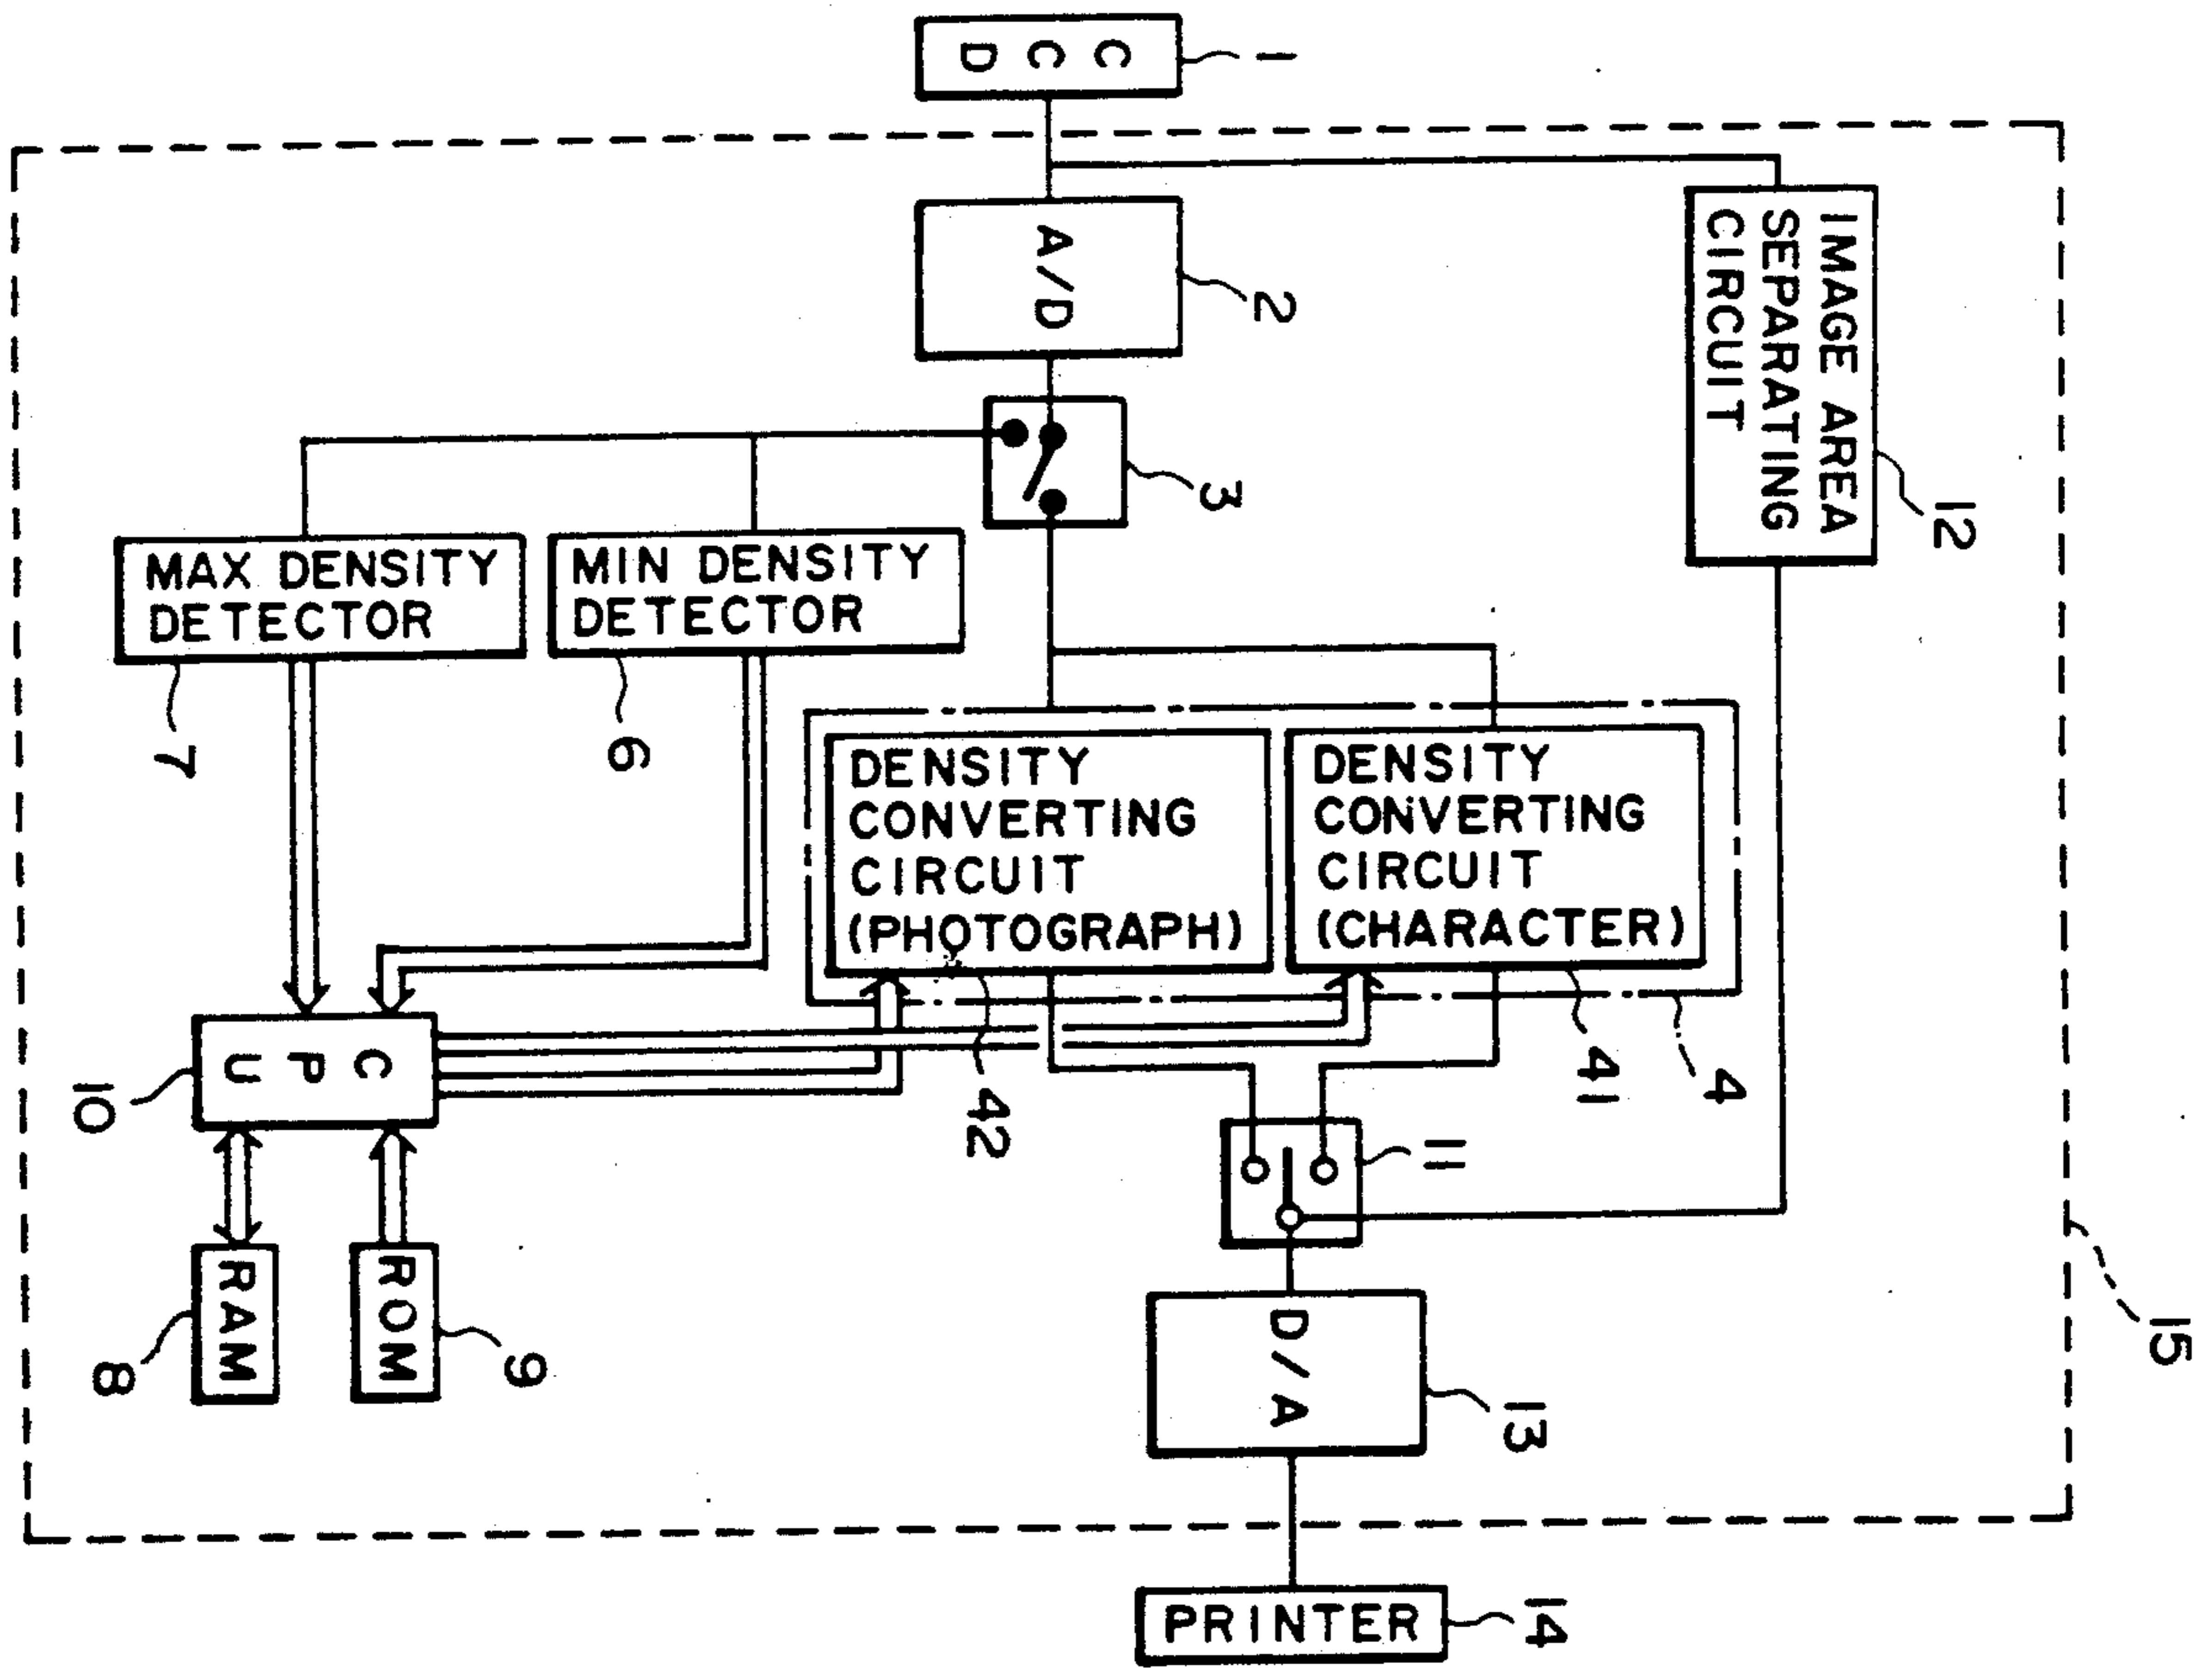 CCD
1
A/D
2
3
IMAGE AREA
SEPARATING
CIRCUIT
12
MAX DENSITY
DETECTOR
7
MIN DENSITY
DETECTOR
6
DENSITY
CONVERTING
CIRCUIT
(PHOTOGRAPH)
42
DENSITY
CONVERTING
CIRCUIT
(CHARACTER)
41
4
CPU
10
11
RAM
8
ROM
9
D/A
13
15
PRINTER
14